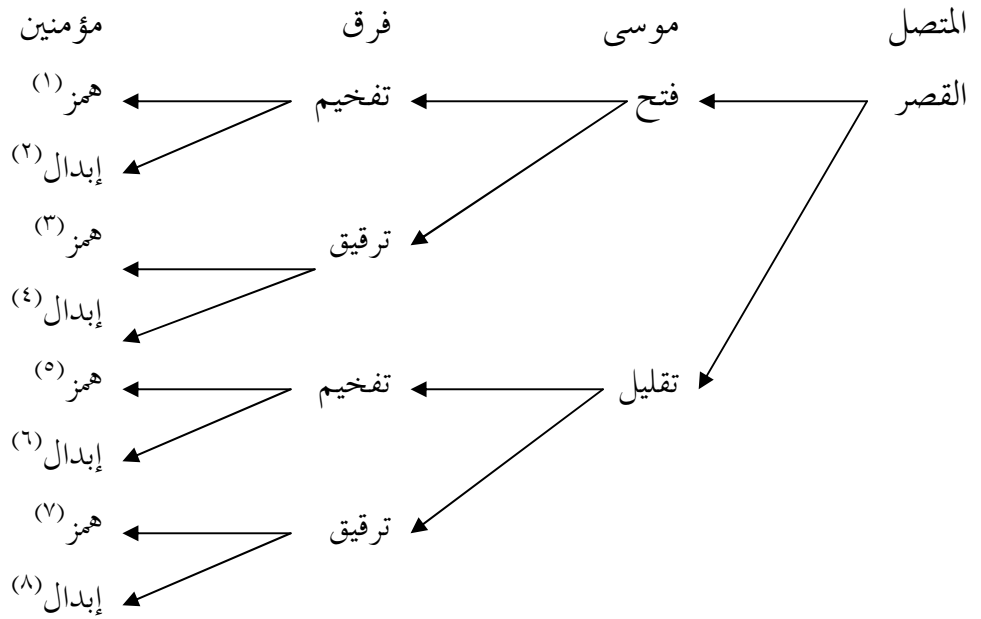 المتصل موسى فرق مؤمنين
القصر فتح تفخيم همز(١)
إبدال(٢)
ترقيق همز(٣)
إبدال(٤)
تقليل تفخيم همز(٥)
إبدال(٦)
ترقيق همز(٧)
إبدال(٨)